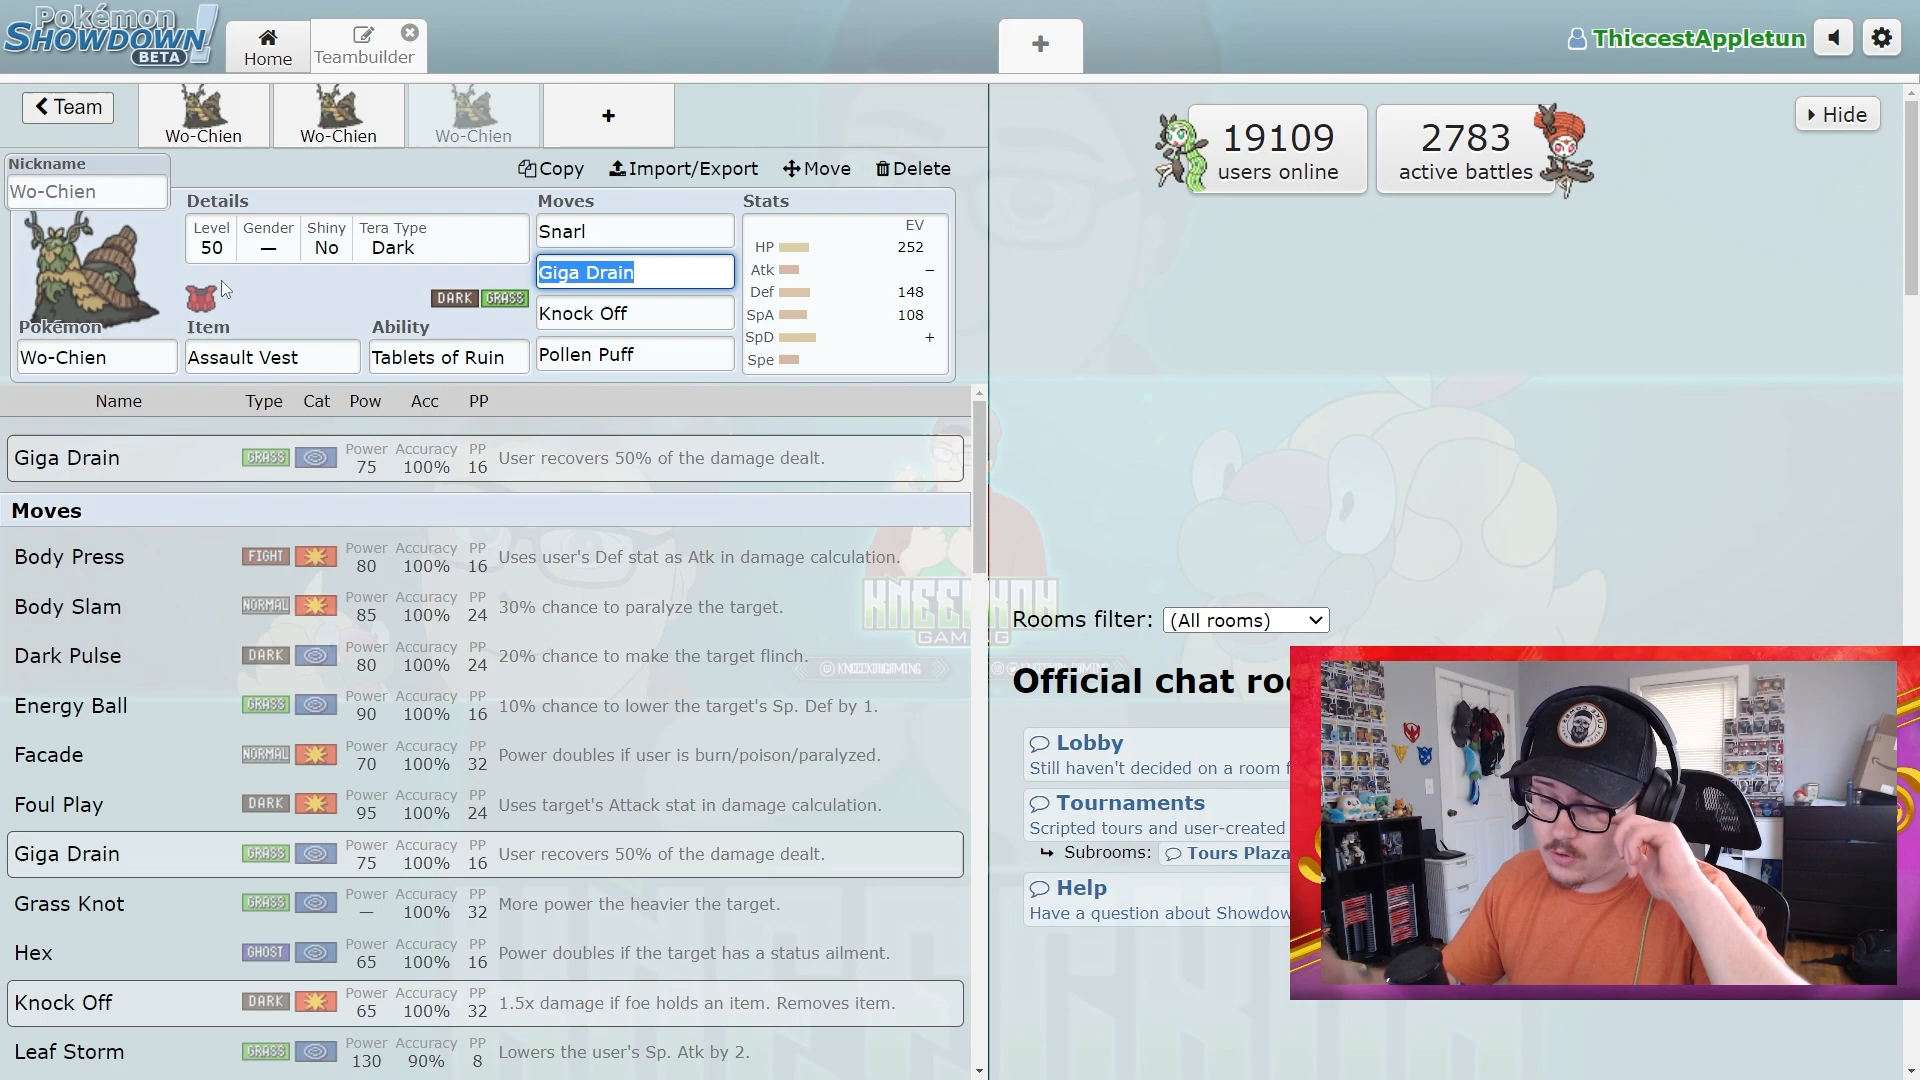 Pokémon
SHOWDOWN!
BETA
Home
Teambuilder
+
ThiccestAppletun
Team
Wo-Chien
Wo-Chien
Wo-Chien
+
19109
users online
2783
active battles
Hide
Nickname
Wo-Chien
Copy
Import/Export
Move
Delete
Details
Moves
Stats
Level
50
Gender
—
Shiny
No
Tera Type
Dark
DARK
GRASS
Pokémon
Wo-Chien
Item
Assault Vest
Ability
Tablets of Ruin
Snarl
Giga Drain
Knock Off
Pollen Puff
EV
HP 252
Atk –
Def 148
SpA 108
SpD +
Spe
Name Type Cat Pow Acc PP
Giga Drain GRASS Power 75 Accuracy 100% PP 16 User recovers 50% of the damage dealt.
Moves
Body Press FIGHT Power 80 Accuracy 100% PP 16 Uses user's Def stat as Atk in damage calculation.
Body Slam NORMAL Power 85 Accuracy 100% PP 24 30% chance to paralyze the target.
Dark Pulse DARK Power 80 Accuracy 100% PP 24 20% chance to make the target flinch.
Energy Ball GRASS Power 90 Accuracy 100% PP 16 10% chance to lower the target's Sp. Def by 1.
Facade NORMAL Power 70 Accuracy 100% PP 32 Power doubles if user is burn/poison/paralyzed.
Foul Play DARK Power 95 Accuracy 100% PP 24 Uses target's Attack stat in damage calculation.
Giga Drain GRASS Power 75 Accuracy 100% PP 16 User recovers 50% of the damage dealt.
Grass Knot GRASS Power — Accuracy 100% PP 32 More power the heavier the target.
Hex GHOST Power 65 Accuracy 100% PP 16 Power doubles if the target has a status ailment.
Knock Off DARK Power 65 Accuracy 100% PP 32 1.5x damage if foe holds an item. Removes item.
Leaf Storm GRASS Power 130 Accuracy 90% PP 8 Lowers the user's Sp. Atk by 2.
GAMING
Rooms filter: (All rooms)
Official chat roo
Lobby
Still haven't decided on a room f
Tournaments
Scripted tours and user-created
Subrooms: Tours Plaza
Help
Have a question about Showdow